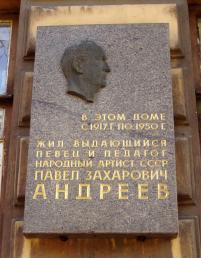 В ЭТОМ ДОМЕ
С 1917 Г. ПО 1950 Г.
ЖИЛ ВЫДАЮЩИЙСЯ
ПЕВЕЦ И ПЕДАГОГ
НАРОДНЫЙ АРТИСТ СССР
ПАВЕЛ ЗАХАРОВИЧ
АНДРЕЕВ